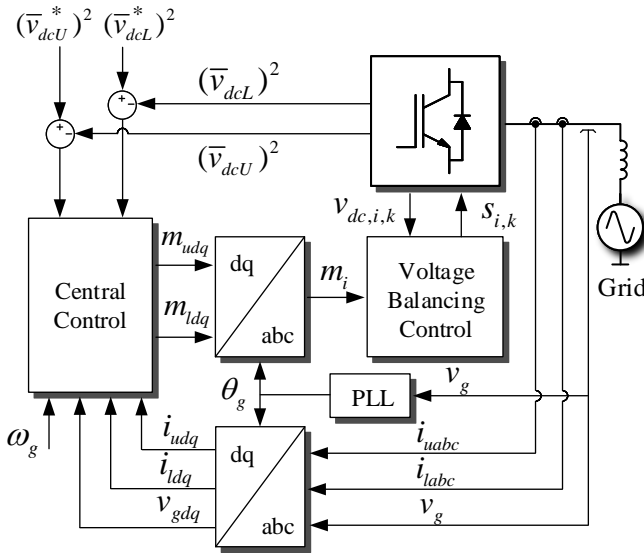 (v̄*dcU)² (v̄*dcL)²
(v̄dcL)²
(v̄dcU)²
+ −
+ −
vdc,i,k si,k
Grid
Central Control
mudq
mldq
dq
abc
mi
Voltage Balancing Control
θg
PLL
vg
ωg
iudq
ildq
vgdq
dq
abc
iuabc
ilabc
vg